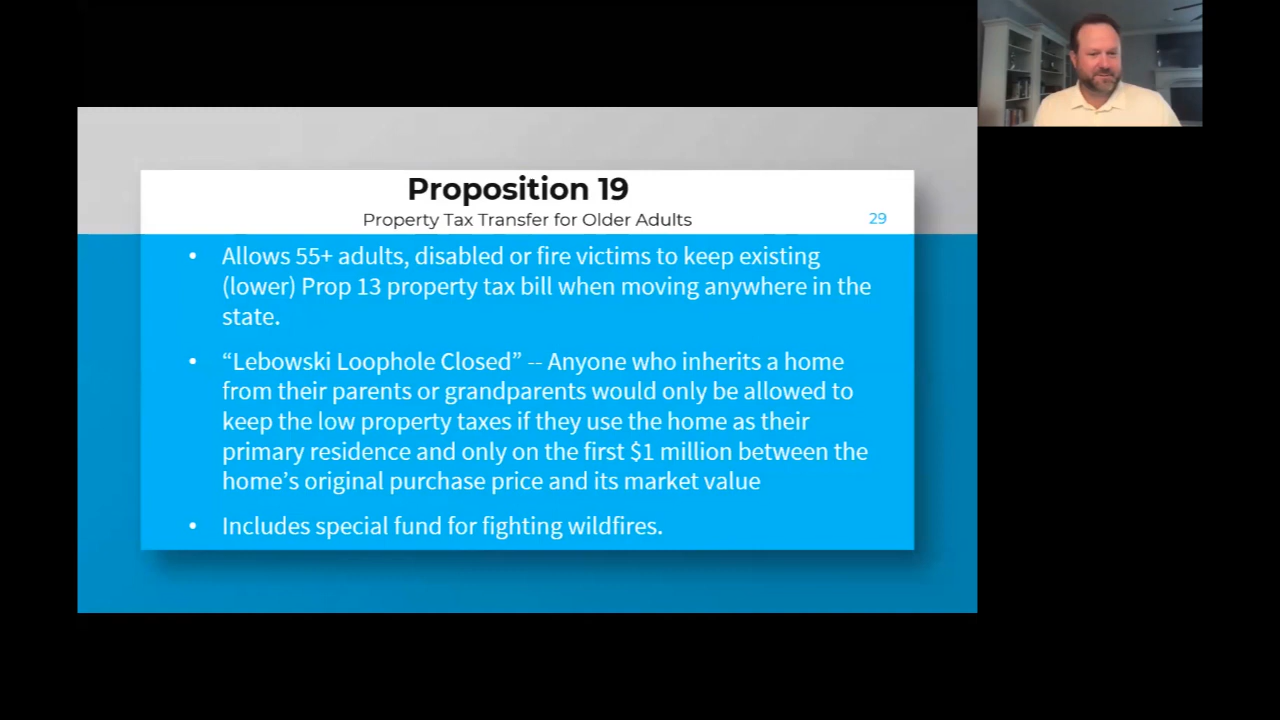 Proposition 19
Property Tax Transfer for Older Adults
29
• Allows 55+ adults, disabled or fire victims to keep existing
(lower) Prop 13 property tax bill when moving anywhere in the
state.
• “Lebowski Loophole Closed” -- Anyone who inherits a home
from their parents or grandparents would only be allowed to
keep the low property taxes if they use the home as their
primary residence and only on the first $1 million between the
home’s original purchase price and its market value
• Includes special fund for fighting wildfires.